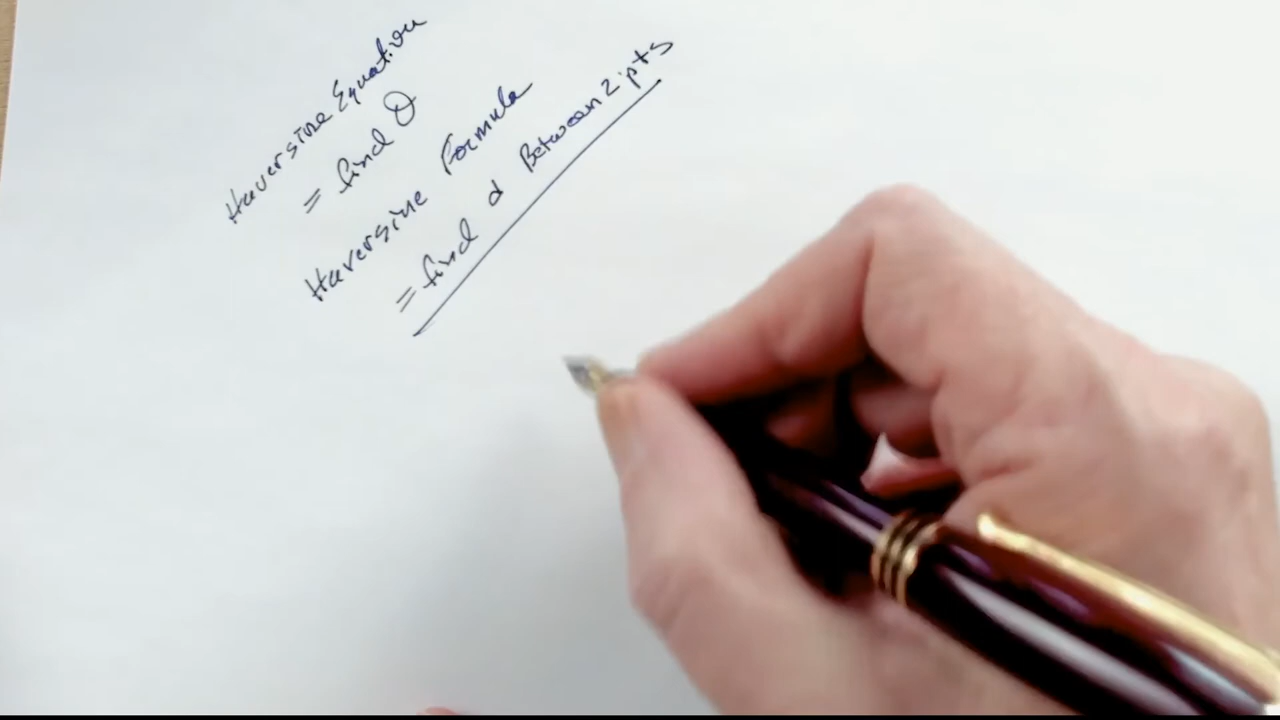 Haversine Equation
= find θ
Haversine Formula
= find d Between 2 pts